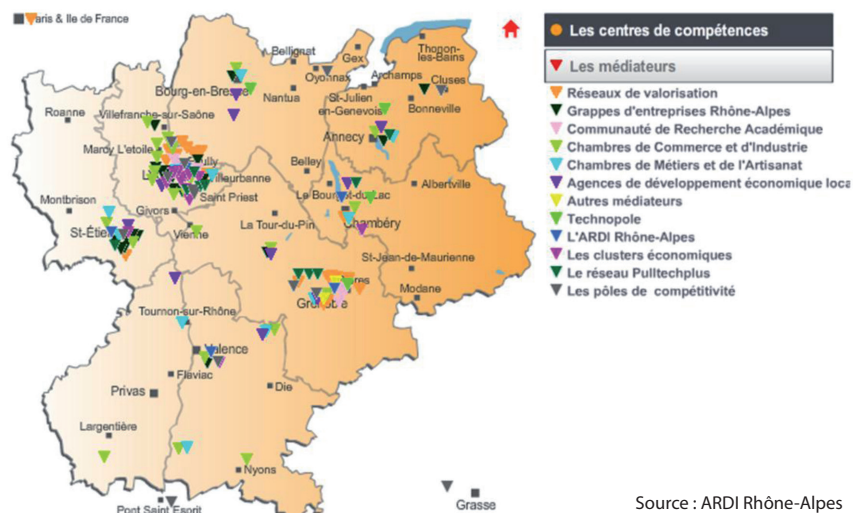 aris & Ile de France
Bellignat
Gex
Thonon-
les-Bains
Oyonnax
Archamps
Cluses
Bourg-en-Bresse
Nantua
St-Julien
en-Genevois
Bonneville
Roanne
Villefranche-sur-Saône
Annecy
Marcy L'etoile
Belley
Villeurbanne
Saint Priest
Le Bourget-du-Lac
Albertville
Montbrison
Givors
La Tour-du-Pin
Chambéry
St-Étie
Vienne
St-Jean-de-Maurienne
Modane
Grenoble
Tournon-sur-Rhône
Valence
Flaviac
Die
Privas
Largentière
Nyons
Pont Saint Esprit
Grasse
Les centres de compétences
Les médiateurs
Réseaux de valorisation
Grappes d'entreprises Rhône-Alpes
Communauté de Recherche Académique
Chambres de Commerce et d'Industrie
Chambres de Métiers et de l'Artisanat
Agences de développement économique loca
Autres médiateurs
Technopole
L'ARDI Rhône-Alpes
Les clusters économiques
Le réseau Pulltechplus
Les pôles de compétitivité
Source : ARDI Rhône-Alpes